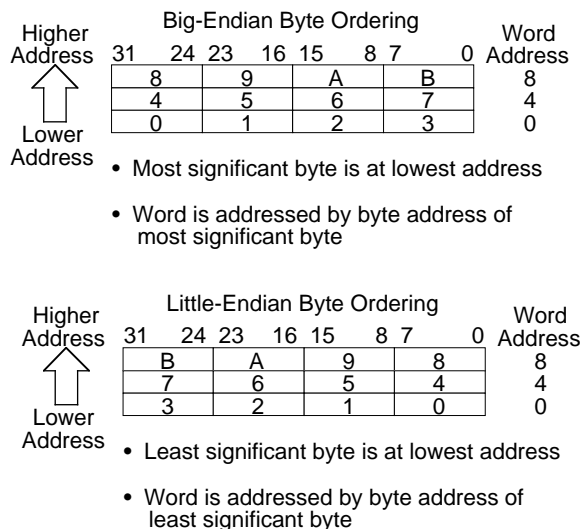 Big-Endian Byte Ordering
Higher Address
Word Address
31 24 23 16 15 8 7 0
8 9 A B 8
4 5 6 7 4
0 1 2 3 0
Lower Address
• Most significant byte is at lowest address
• Word is addressed by byte address of
most significant byte
Little-Endian Byte Ordering
Higher Address
Word Address
31 24 23 16 15 8 7 0
B A 9 8 8
7 6 5 4 4
3 2 1 0 0
Lower Address
• Least significant byte is at lowest address
• Word is addressed by byte address of
least significant byte